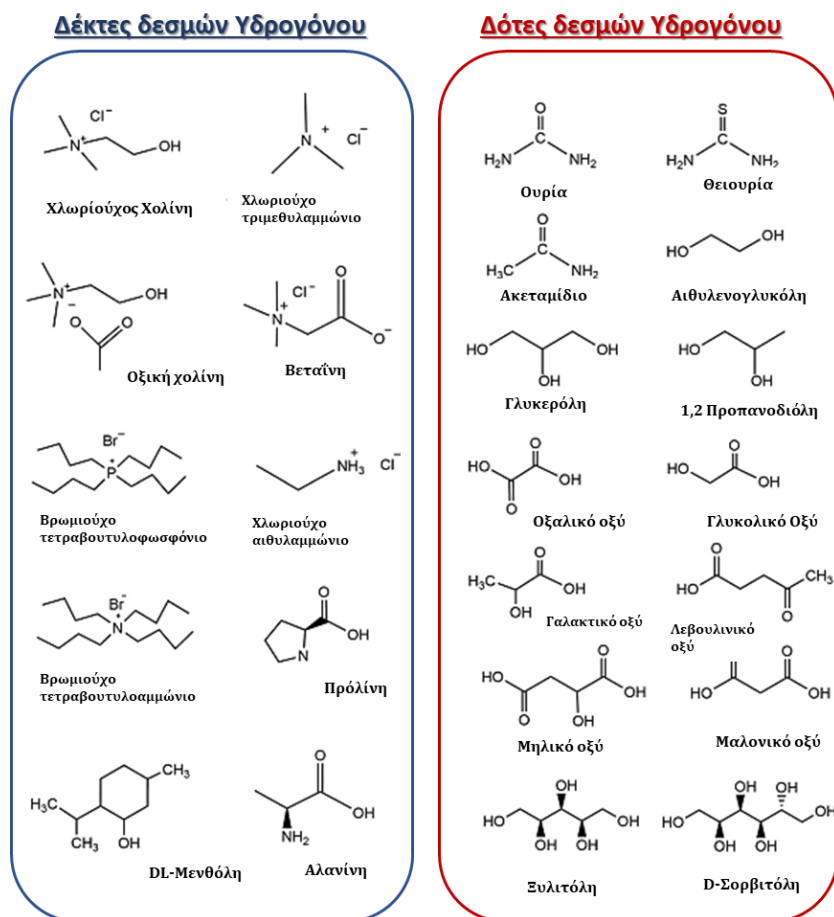 Δέκτες δεσμών Υδρογόνου
Cl⁻
N⁺
OH
Χλωρίούχος Χολίνη
N
+
Cl⁻
Χλωριούχο
τριμεθυλαμμώνιο
N⁺
OH
−
O
O
Οξική χολίνη
O
Cl⁻
N⁺
O⁻
Βεταΐνη
Br⁻
P⁺
Βρωμιούχο
τετραβουτυλοφωσφόνιο
NH₃⁺
Cl⁻
Χλωριούχο
αιθυλαμμώνιο
Br⁻
N⁺
Βρωμιούχο
τετραβουτυλοαμμώνιο
O
OH
N
Πρόλίνη
CH₃
H₃C
CH₃
OH
DL-Μενθόλη
O
OH
NH₂
Αλανίνη
Δότες δεσμών Υδρογόνου
O
C
H₂N
NH₂
Ουρία
S
C
H₂N
NH₂
Θειουρία
O
C
H₃C
NH₂
Ακεταμίδιο
OH
HO
Αιθυλενογλυκόλη
HO
OH
OH
Γλυκερόλη
HO
OH
1,2 Προπανοδιόλη
O
HO
OH
O
Οξαλικό οξύ
O
HO
OH
Γλυκολικό Οξύ
O
H₃C
OH
OH
Γαλακτικό οξύ
O
CH₃
HO
O
Λεβουλινικό
οξύ
O
HO
OH
O
OH
Μηλικό οξύ
O
HO
OH
Μαλονικό οξύ
OH
HO
OH
OH
OH
Ξυλιτόλη
OH
OH
OH
HO
OH
OH
D-Σορβιτόλη